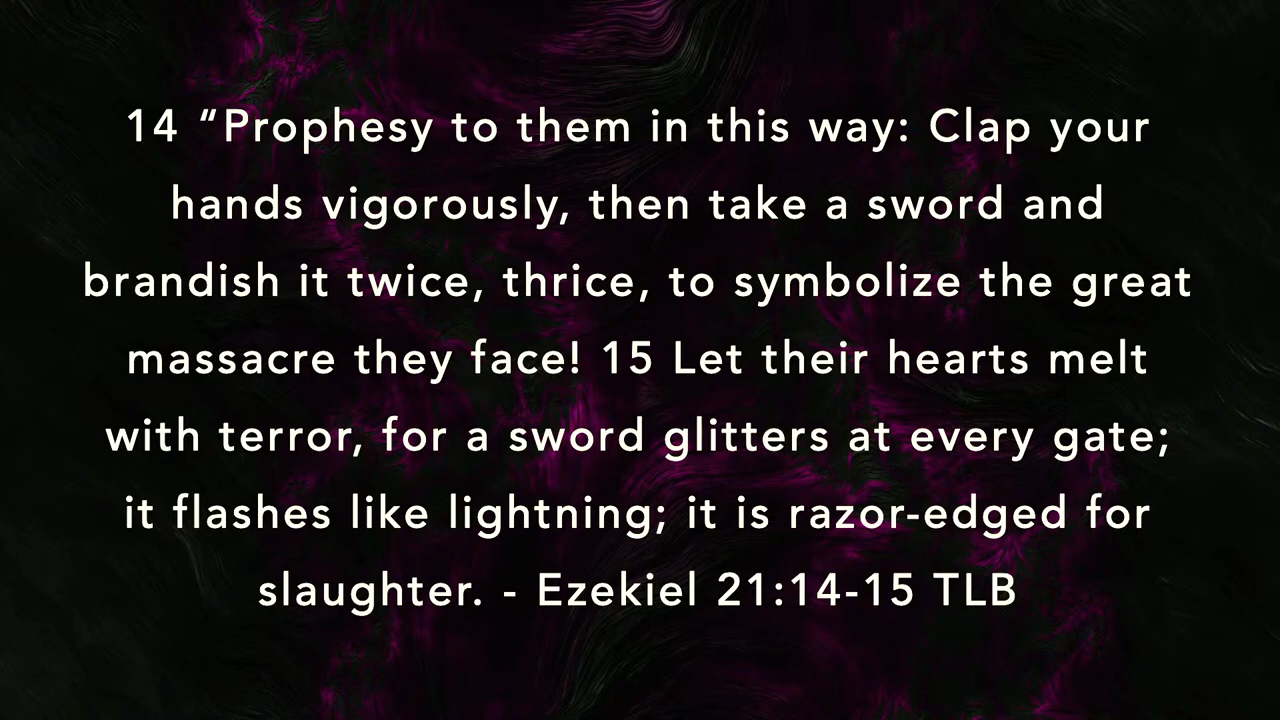 14 “Prophesy to them in this way: Clap your
hands vigorously, then take a sword and
brandish it twice, thrice, to symbolize the great
massacre they face! 15 Let their hearts melt
with terror, for a sword glitters at every gate;
it flashes like lightning; it is razor-edged for
slaughter. - Ezekiel 21:14-15 TLB